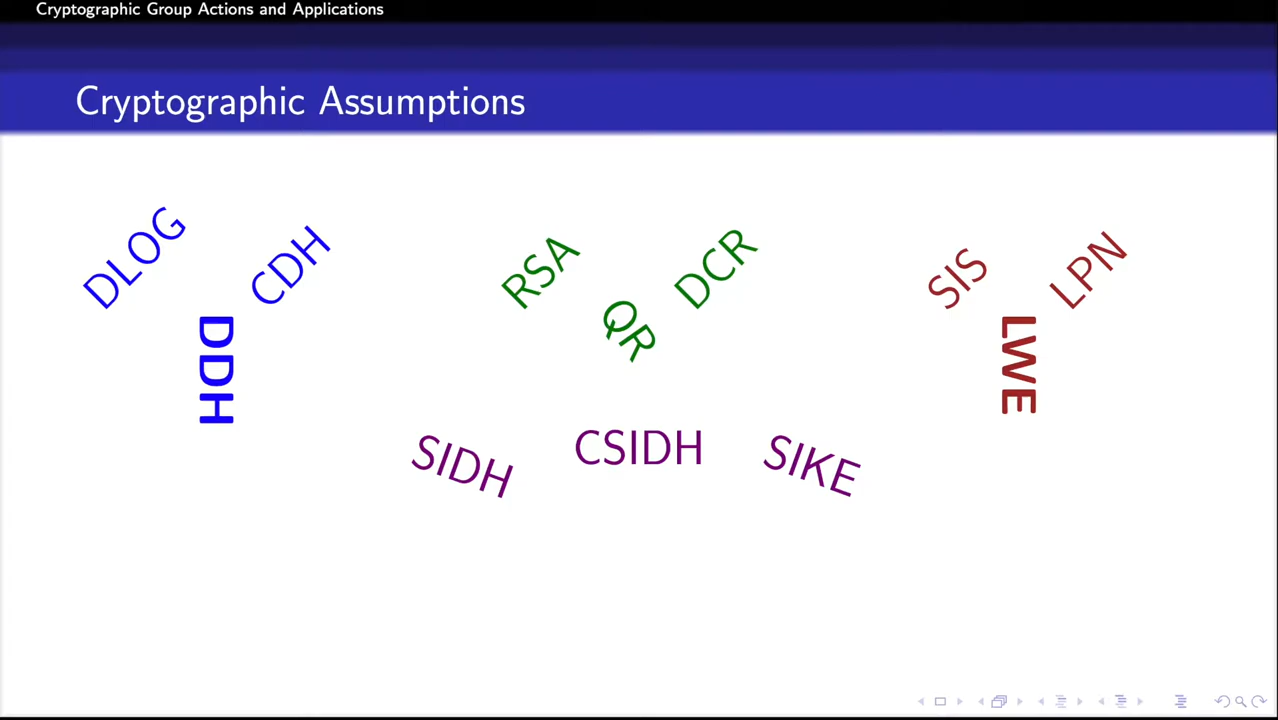 Cryptographic Group Actions and Applications
Cryptographic Assumptions
DLOG
CDH
DDH
RSA
QR
DCR
SIS
LPN
LWE
SIDH
CSIDH
SIKE